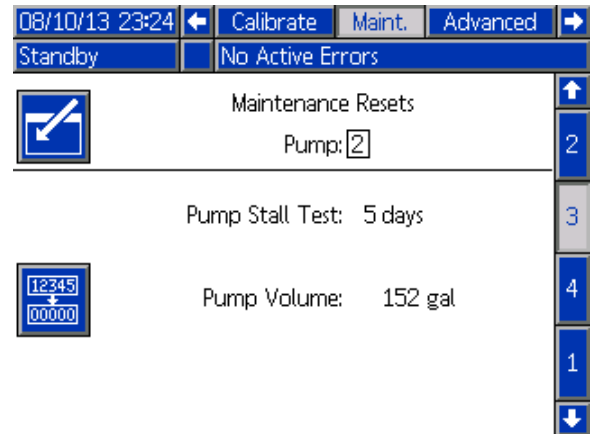 08/10/13 23:24 Calibrate Maint. Advanced
Standby No Active Errors
Maintenance Resets
Pump: 2
2
Pump Stall Test: 5 days
3
12345
00000
Pump Volume: 152 gal
4
1